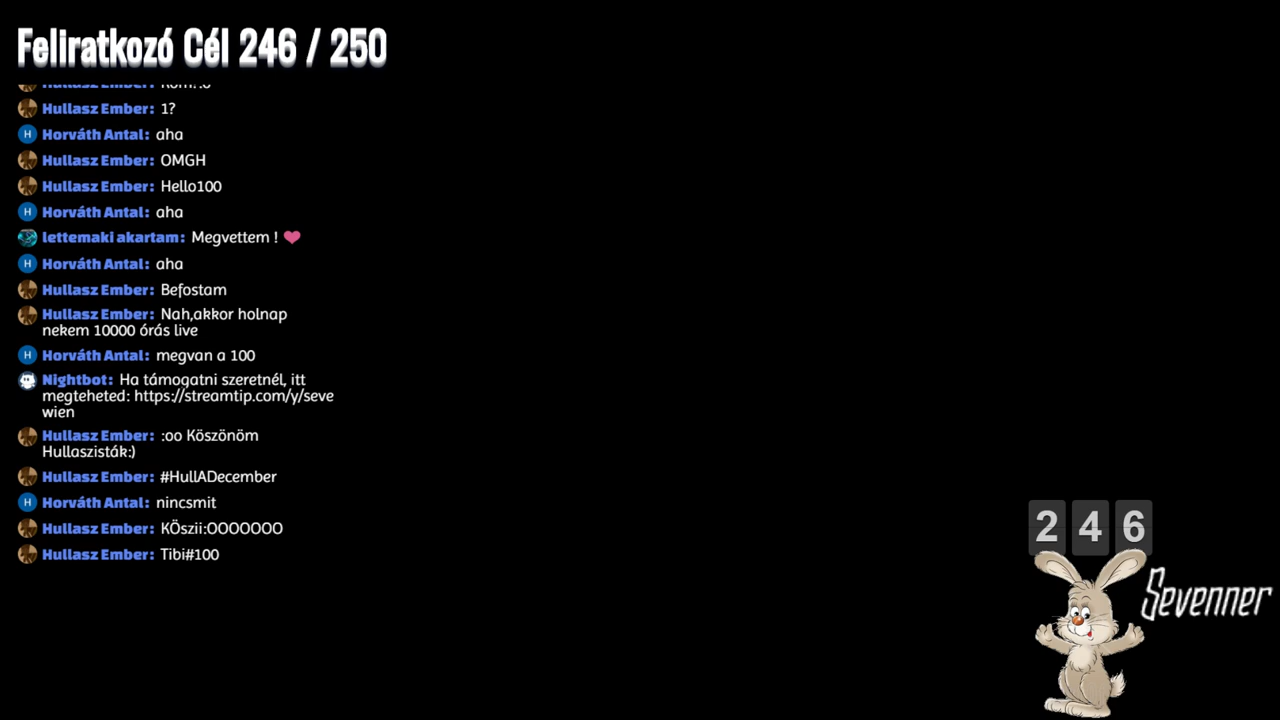 Feliratkozó Cél 246 / 250
Hullasz Ember:
Hullasz Ember: 1?
Horváth Antal: aha
Hullasz Ember: OMGH
Hullasz Ember: Hello100
Horváth Antal: aha
lettemaki akartam: Megvettem ! ❤
Horváth Antal: aha
Hullasz Ember: Befostam
Hullasz Ember: Nah,akkor holnap
nekem 10000 órás live
Horváth Antal: megvan a 100
Nightbot: Ha támogatni szeretnél, itt
megteheted: https://streamtip.com/y/seve
wien
Hullasz Ember: :oo Köszönöm
Hullaszisták:)
Hullasz Ember: #HullADecember
Horváth Antal: nincsmit
Hullasz Ember: KÖszii:OOOOOOO
Hullasz Ember: Tibi#100
246
Sevenner